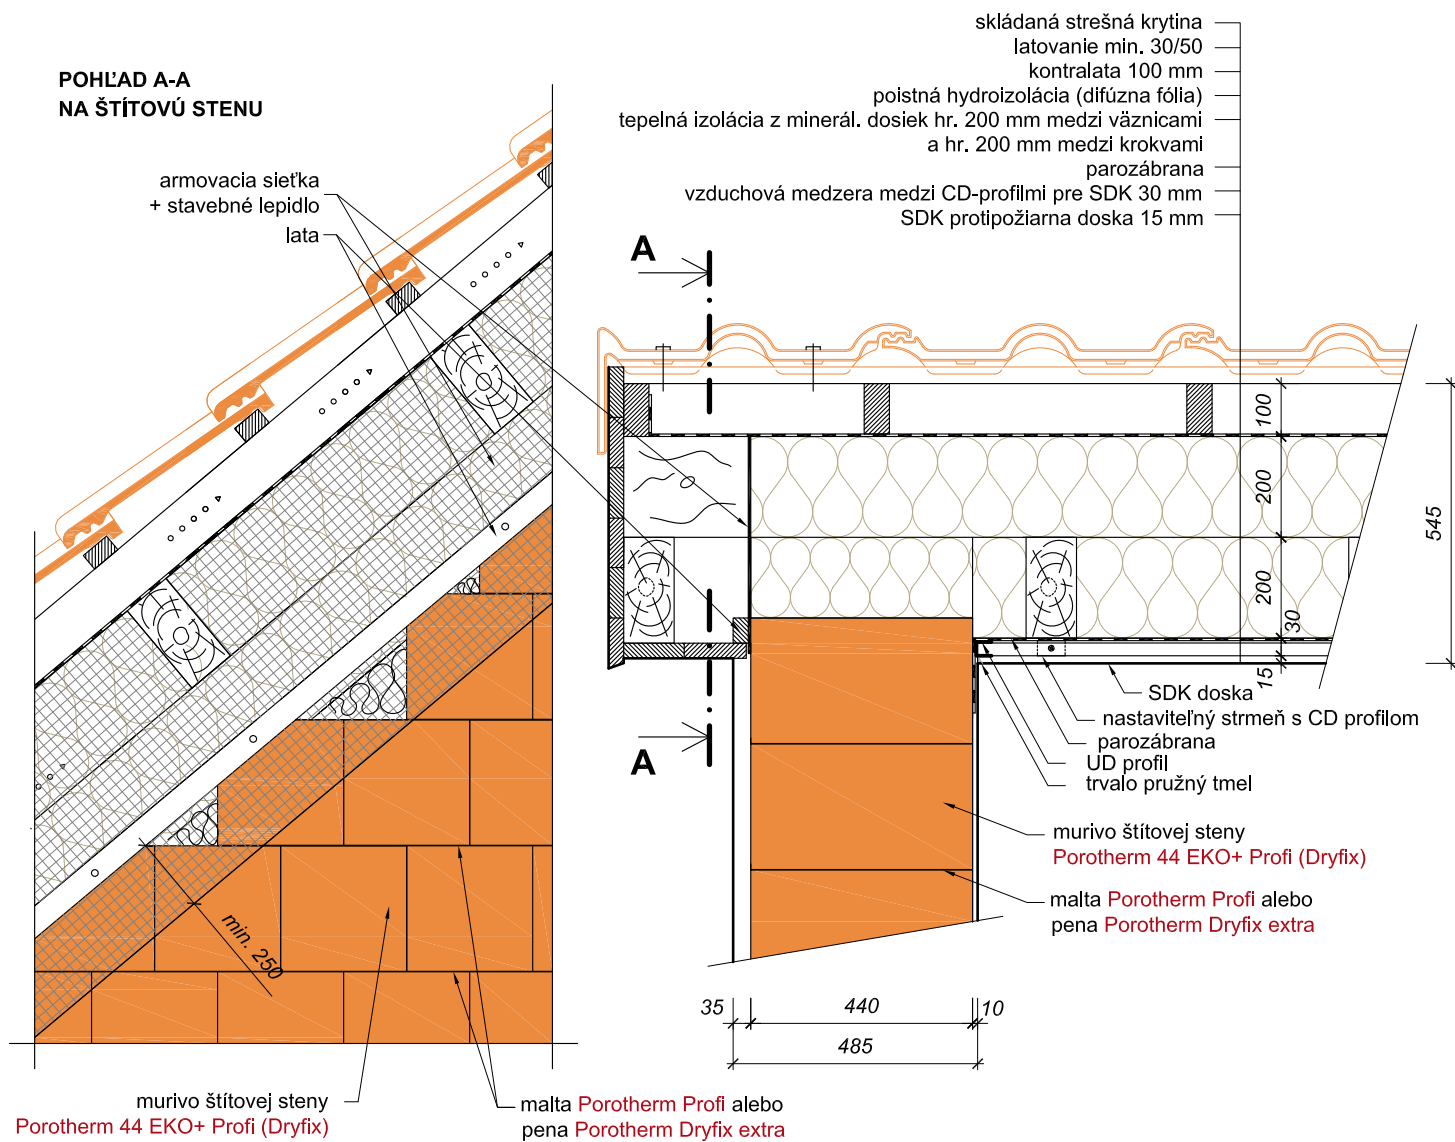 POHĽAD A-A
NA ŠTÍTOVÚ STENU
armovacia sieťka
+ stavebné lepidlo
lata
skládaná strešná krytina
latovanie min. 30/50
kontralata 100 mm
poistná hydroizolácia (difúzna fólia)
tepelná izolácia z minerál. dosiek hr. 200 mm medzi väznicami
a hr. 200 mm medzi krokvami
parozábrana
vzduchová medzera medzi CD-profilmi pre SDK 30 mm
SDK protipožiarna doska 15 mm
A
A
100
200
200
30
15
545
SDK doska
nastaviteľný strmeň s CD profilom
parozábrana
UD profil
trvalo pružný tmel
murivo štítovej steny
Porotherm 44 EKO+ Profi (Dryfix)
malta Porotherm Profi alebo
pena Porotherm Dryfix extra
min. 250
35
440
10
485
murivo štítovej steny
Porotherm 44 EKO+ Profi (Dryfix)
malta Porotherm Profi alebo
pena Porotherm Dryfix extra